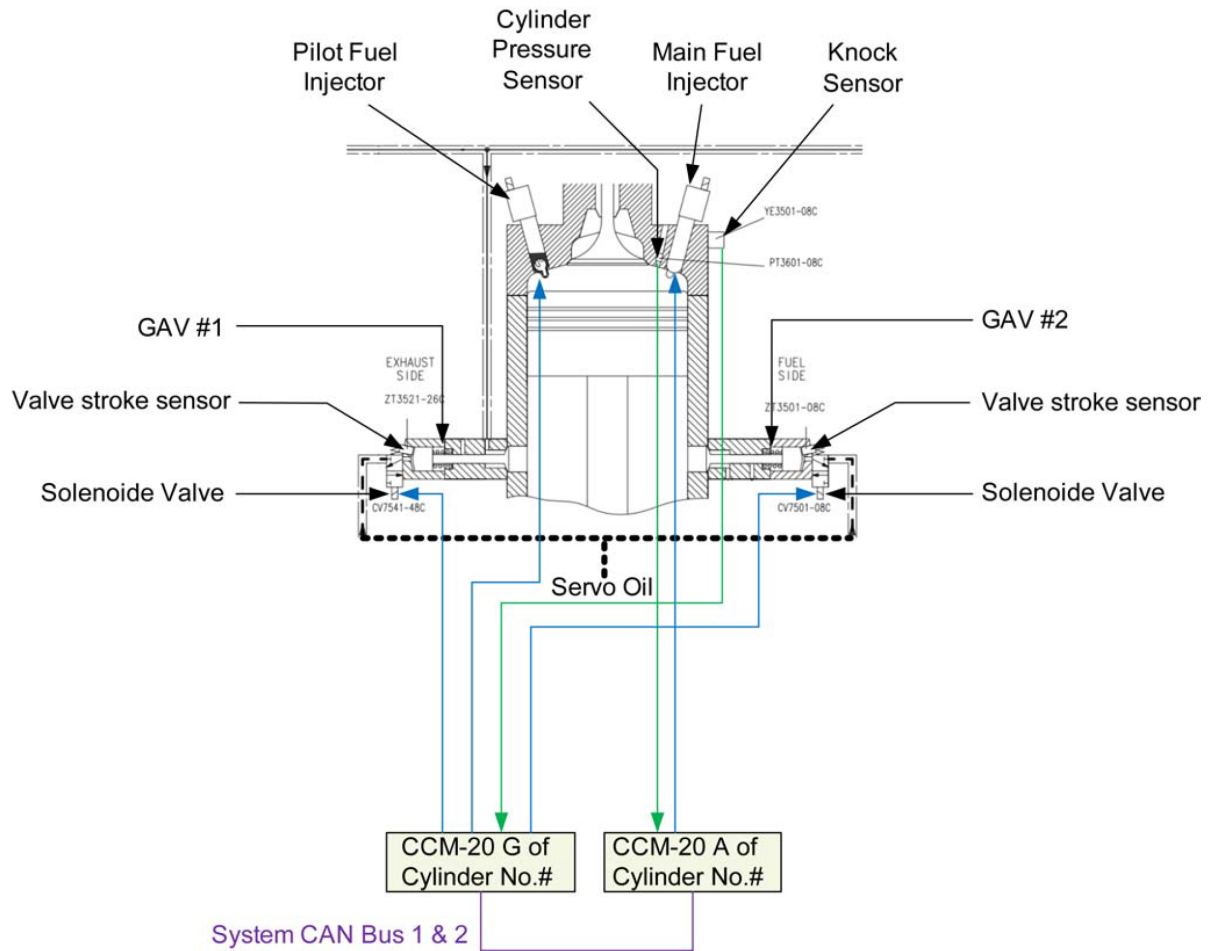 Cylinder
Pressure
Sensor
Pilot Fuel
Injector
Main Fuel
Injector
Knock
Sensor
YE3501-08C
PT3601-08C
GAV #1
GAV #2
EXHAUST
SIDE
FUEL
SIDE
ZT3521-26C
ZT3501-08C
Valve stroke sensor
Valve stroke sensor
Solenoide Valve
Solenoide Valve
CV7541-48C
CV7501-08C
Servo Oil
CCM-20 G of
Cylinder No.#
CCM-20 A of
Cylinder No.#
System CAN Bus 1 & 2